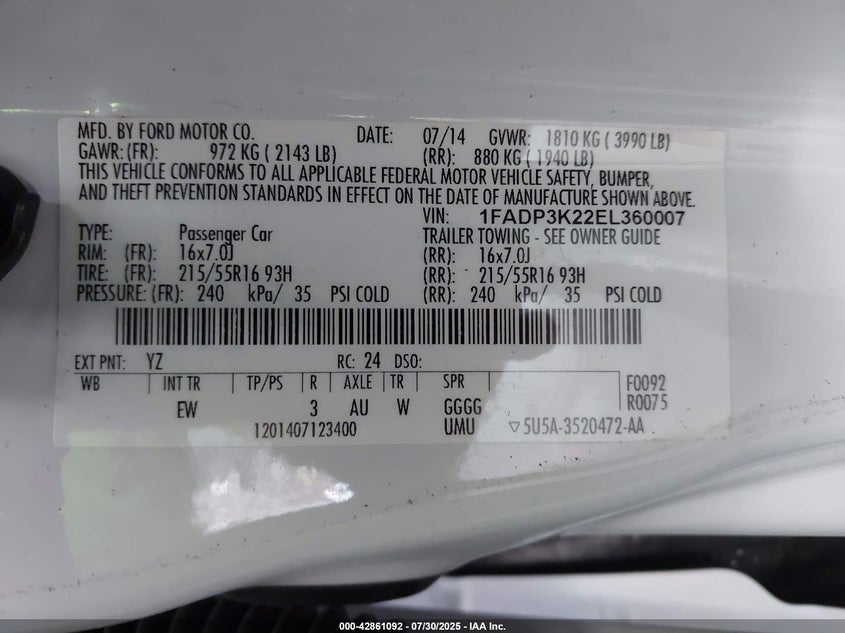 MFD. BY FORD MOTOR CO. DATE: 07/14 GVWR: 1810 KG ( 3990 LB)
GAWR: (FR): 972 KG ( 2143 LB) (RR): 880 KG ( 1940 LB)
THIS VEHICLE CONFORMS TO ALL APPLICABLE FEDERAL MOTOR VEHICLE SAFETY, BUMPER,
AND THEFT PREVENTION STANDARDS IN EFFECT ON THE DATE OF MANUFACTURE SHOWN ABOVE.
VIN: 1FADP3K22EL360007
TYPE: Passenger Car TRAILER TOWING - SEE OWNER GUIDE
RIM: (FR): 16x7.0J (RR): 16x7.0J
TIRE: (FR): 215/55R16 93H (RR): 215/55R16 93H
PRESSURE: (FR): 240 kPa/ 35 PSI COLD (RR): 240 kPa/ 35 PSI COLD
EXT PNT: YZ RC: 24 DSO:
WB INT TR TP/PS R AXLE TR SPR F0092
EW 3 AU W GGGG R0075
1201407123400 UMU ▽5U5A-3520472-AA
000-42861092 - 07/30/2025 - IAA Inc.